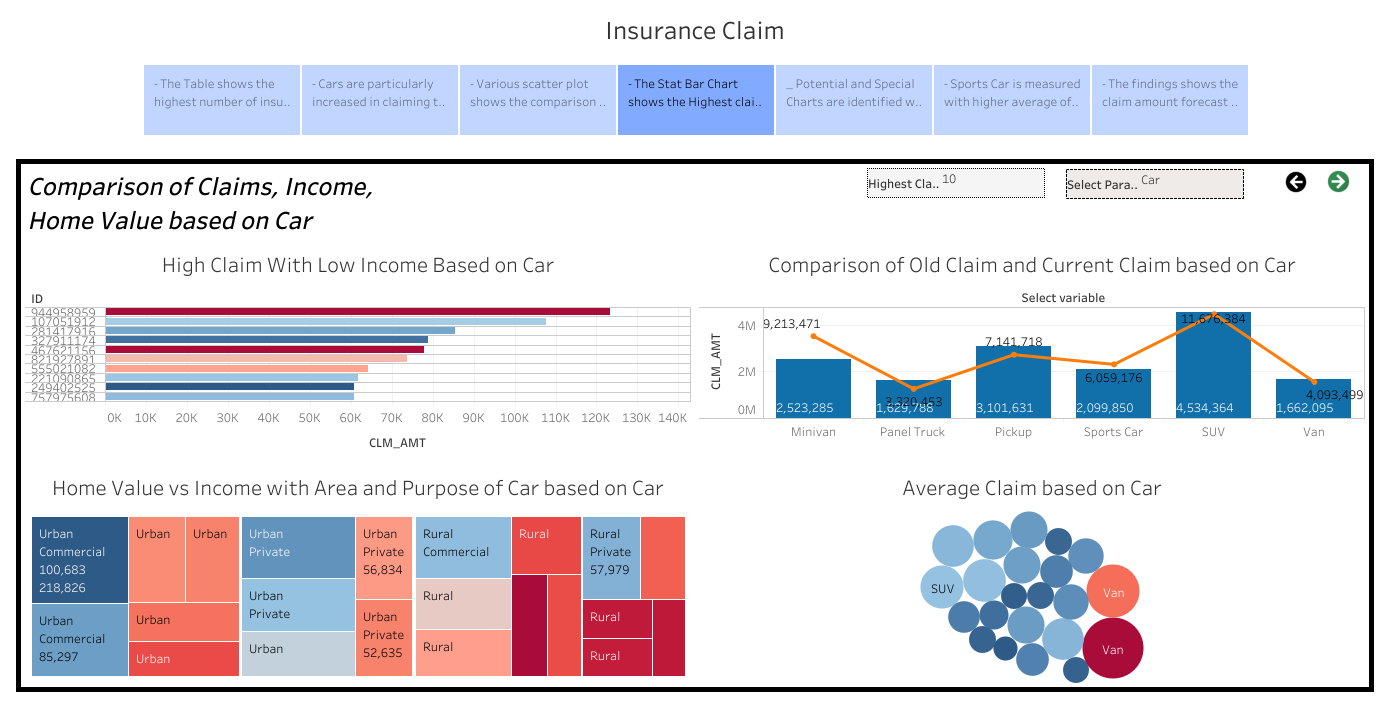 Insurance Claim
- The Table shows the
highest number of insu..
- Cars are particularly
increased in claiming t..
- Various scatter plot
shows the comparison ..
- The Stat Bar Chart
shows the Highest clai..
_ Potential and Special
Charts are identified w..
- Sports Car is measured
with higher average of..
- The findings shows the
claim amount forecast ..
Comparison of Claims, Income,
Home Value based on Car
Highest Cla.. 10
Select Para.. Car
High Claim With Low Income Based on Car
ID
944958959
107051912
281417916
327911174
467621156
821927891
555021082
221090865
249402525
757975608
0K 10K 20K 30K 40K 50K 60K 70K 80K 90K 100K 110K 120K 130K 140K
CLM_AMT
Comparison of Old Claim and Current Claim based on Car
Select variable
CLM_AMT
4M
2M
0M
9,213,471
3,320,453
7,141,718
6,059,176
11,676,384
4,093,499
2,523,285
1,629,788
3,101,631
2,099,850
4,534,364
1,662,095
Minivan
Panel Truck
Pickup
Sports Car
SUV
Van
Home Value vs Income with Area and Purpose of Car based on Car
Urban
Commercial
100,683
218,826
Urban
Commercial
85,297
Urban
Urban
Urban
Urban
Urban
Private
Urban
Private
Urban
Urban
Private
56,834
Urban
Private
52,635
Rural
Commercial
Rural
Rural
Rural
Rural
Private
57,979
Rural
Rural
Average Claim based on Car
SUV
Van
Van